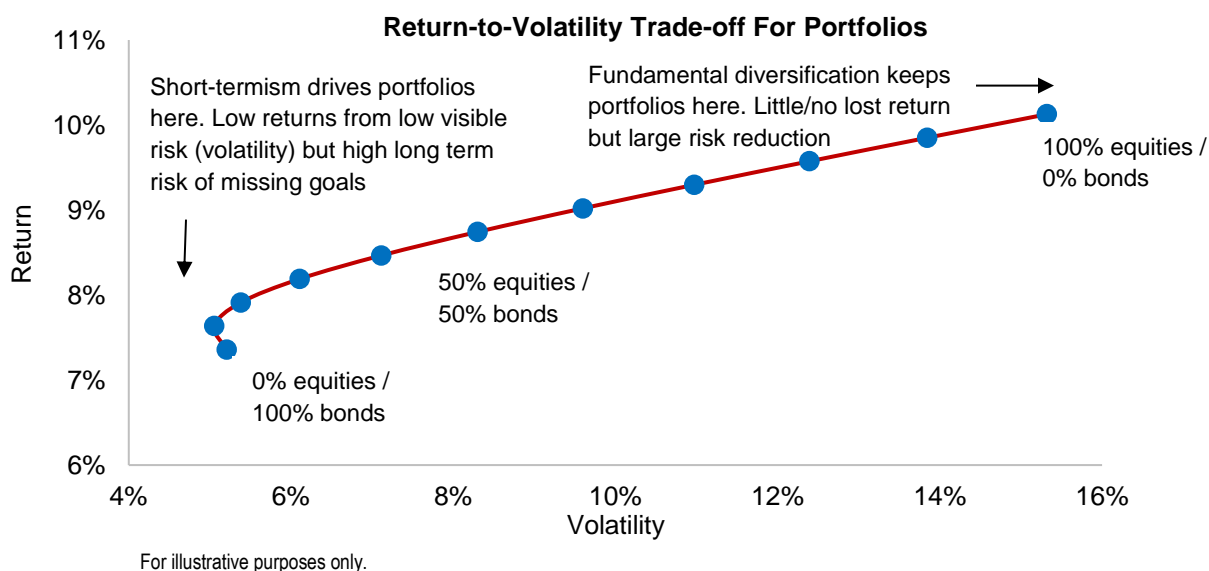 Return-to-Volatility Trade-off For Portfolios
11%
10%
9%
8%
7%
6%
Return
Short-termism drives portfolios
here. Low returns from low visible
risk (volatility) but high long term
risk of missing goals
Fundamental diversification keeps
portfolios here. Little/no lost return
but large risk reduction
100% equities /
0% bonds
50% equities /
50% bonds
0% equities /
100% bonds
4%
6%
8%
10%
12%
14%
16%
Volatility
For illustrative purposes only.